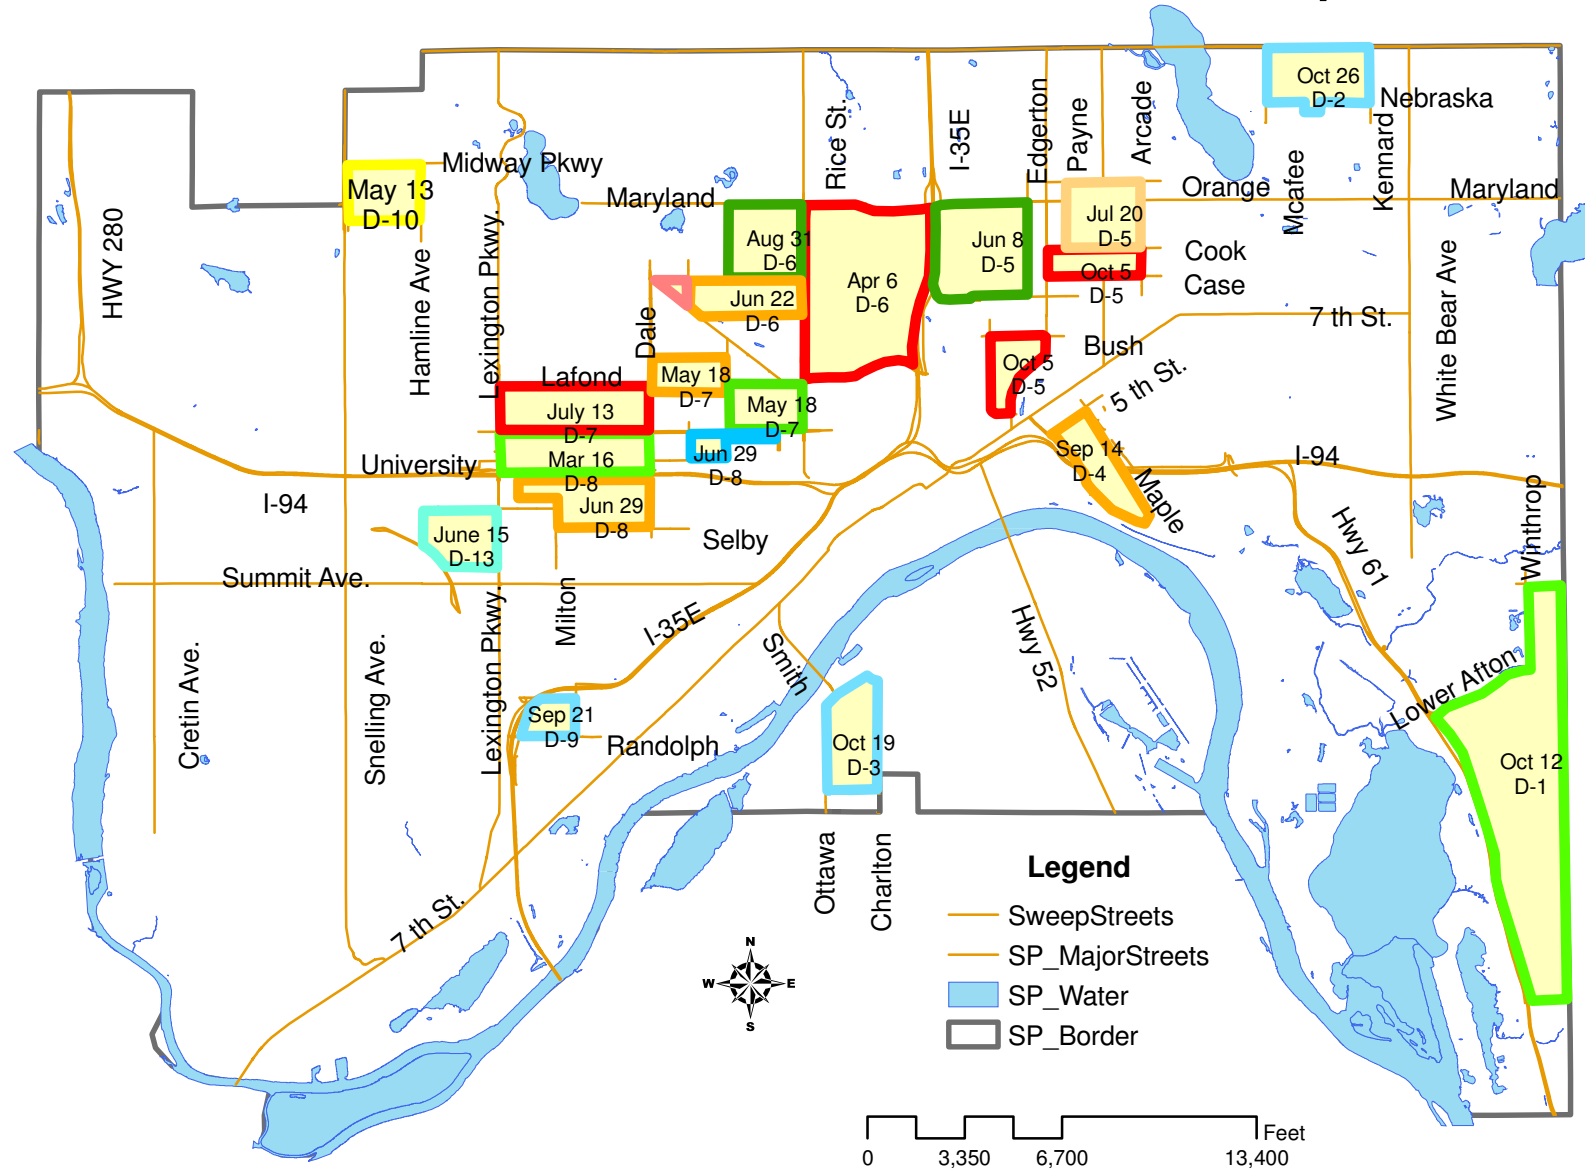 Oct 26
D-2
Nebraska
Rice St.
I-35E
Edgerton
Payne
Arcade
Mcafee
Kennard
Midway Pkwy
May 13
D-10
Maryland
Orange
Maryland
HWY 280
Hamline Ave
Lexington Pkwy.
Aug 31
D-6
Apr 6
D-6
Jun 8
D-5
Jul 20
D-5
Cook
Oct 5
D-5
Case
Jun 22
D-6
Dale
7 th St.
White Bear Ave
Bush
Oct 5
D-5
5 th St.
Lafond
May 18
D-7
May 18
D-7
July 13
D-7
University
Mar 16
D-8
Jun 29
D-8
Sep 14
D-4
Maple
I-94
I-94
Jun 29
D-8
Selby
June 15
D-13
Summit Ave.
Milton
I-35E
Smith
Hwy 52
Hwy 61
Winthrop
Lower Afton
Cretin Ave.
Snelling Ave.
Lexington Pkwy
Sep 21
D-9
Randolph
Oct 19
D-3
Oct 12
D-1
Ottawa
Charlton
7 th St.
Legend
SweepStreets
SP_MajorStreets
SP_Water
SP_Border
N
W
E
S
Feet
0 3,350 6,700 13,400